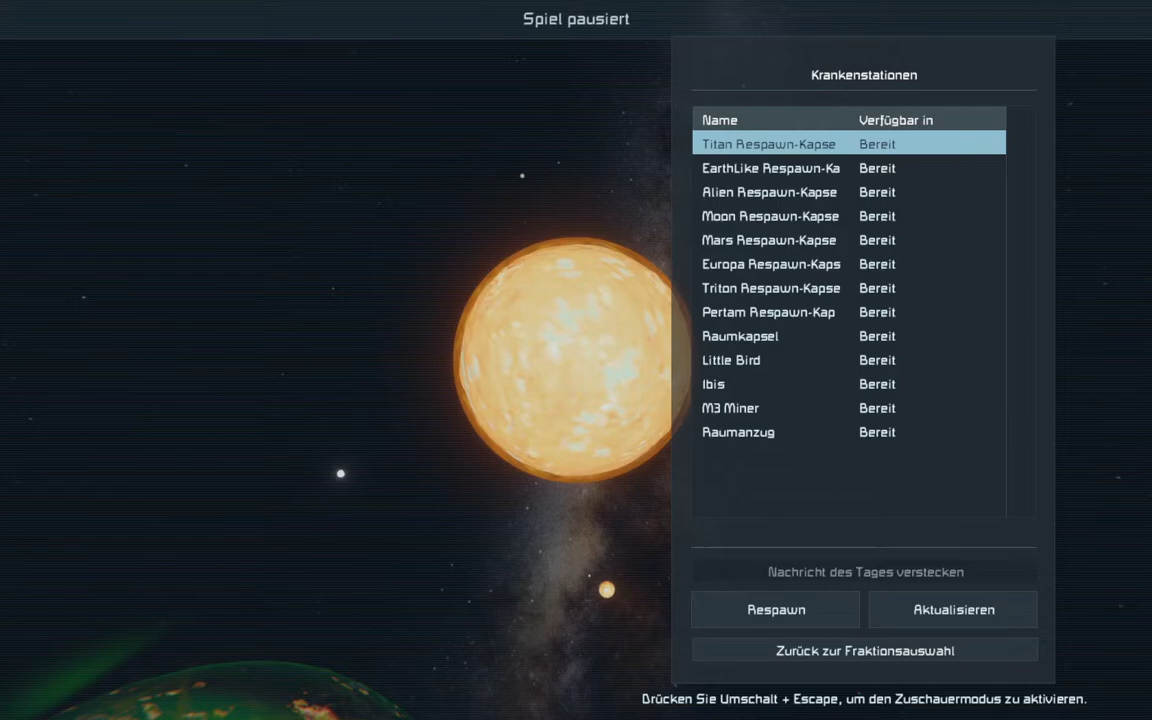 Spiel pausiert
Krankenstationen
Name Verfügbar in
Titan Respawn-Kapse Bereit
EarthLike Respawn-Ka Bereit
Alien Respawn-Kapse Bereit
Moon Respawn-Kapse Bereit
Mars Respawn-Kapse Bereit
Europa Respawn-Kaps Bereit
Triton Respawn-Kapse Bereit
Pertam Respawn-Kap Bereit
Raumkapsel Bereit
Little Bird Bereit
Ibis Bereit
M3 Miner Bereit
Raumanzug Bereit
Nachricht des Tages verstecken
Respawn Aktualisieren
Zurück zur Fraktionsauswahl
Drücken Sie Umschalt + Escape, um den Zuschauermodus zu aktivieren.